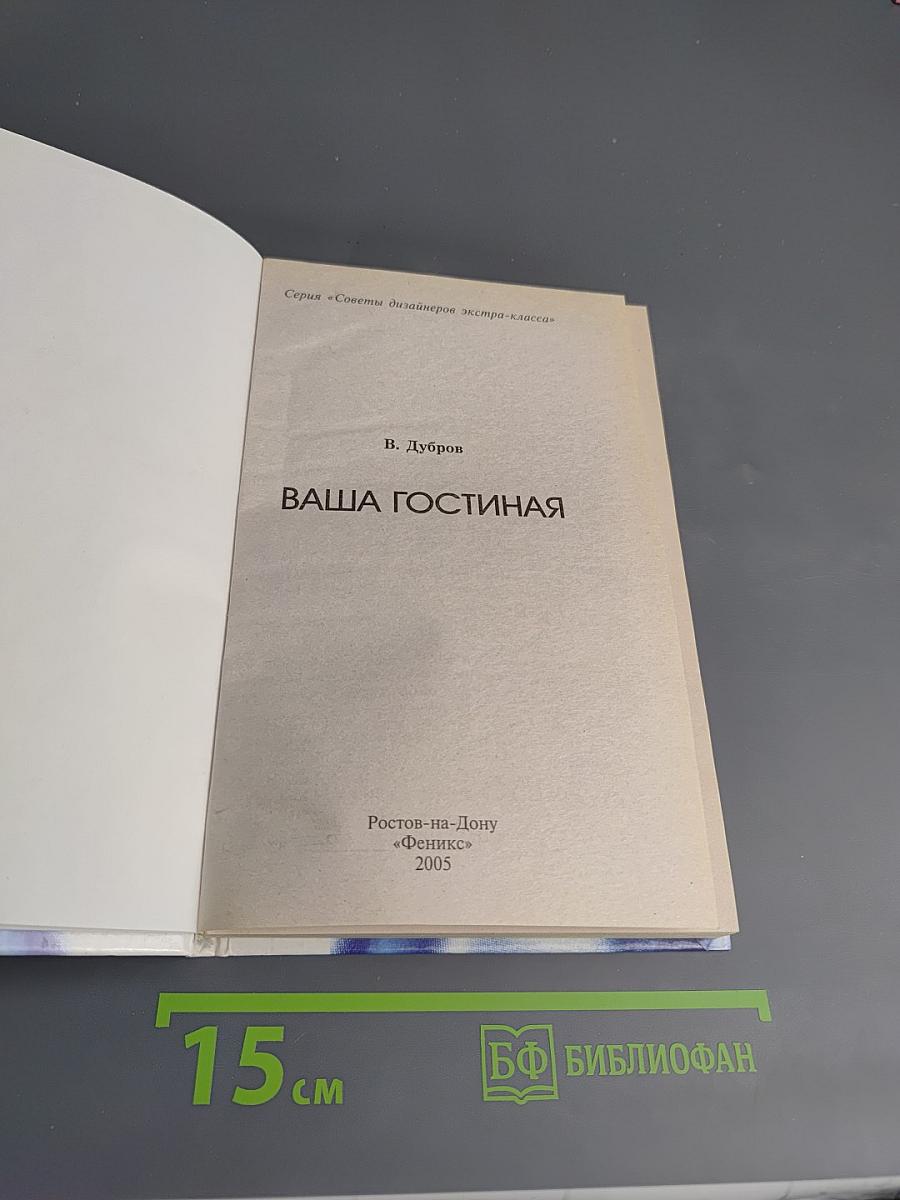 Серия «Советы дизайнеров экстра-класса»
В. Дубров
ВАША ГОСТИНАЯ
Ростов-на-Дону
«Феникс»
2005
15 см
БФ БИБЛИОФАН